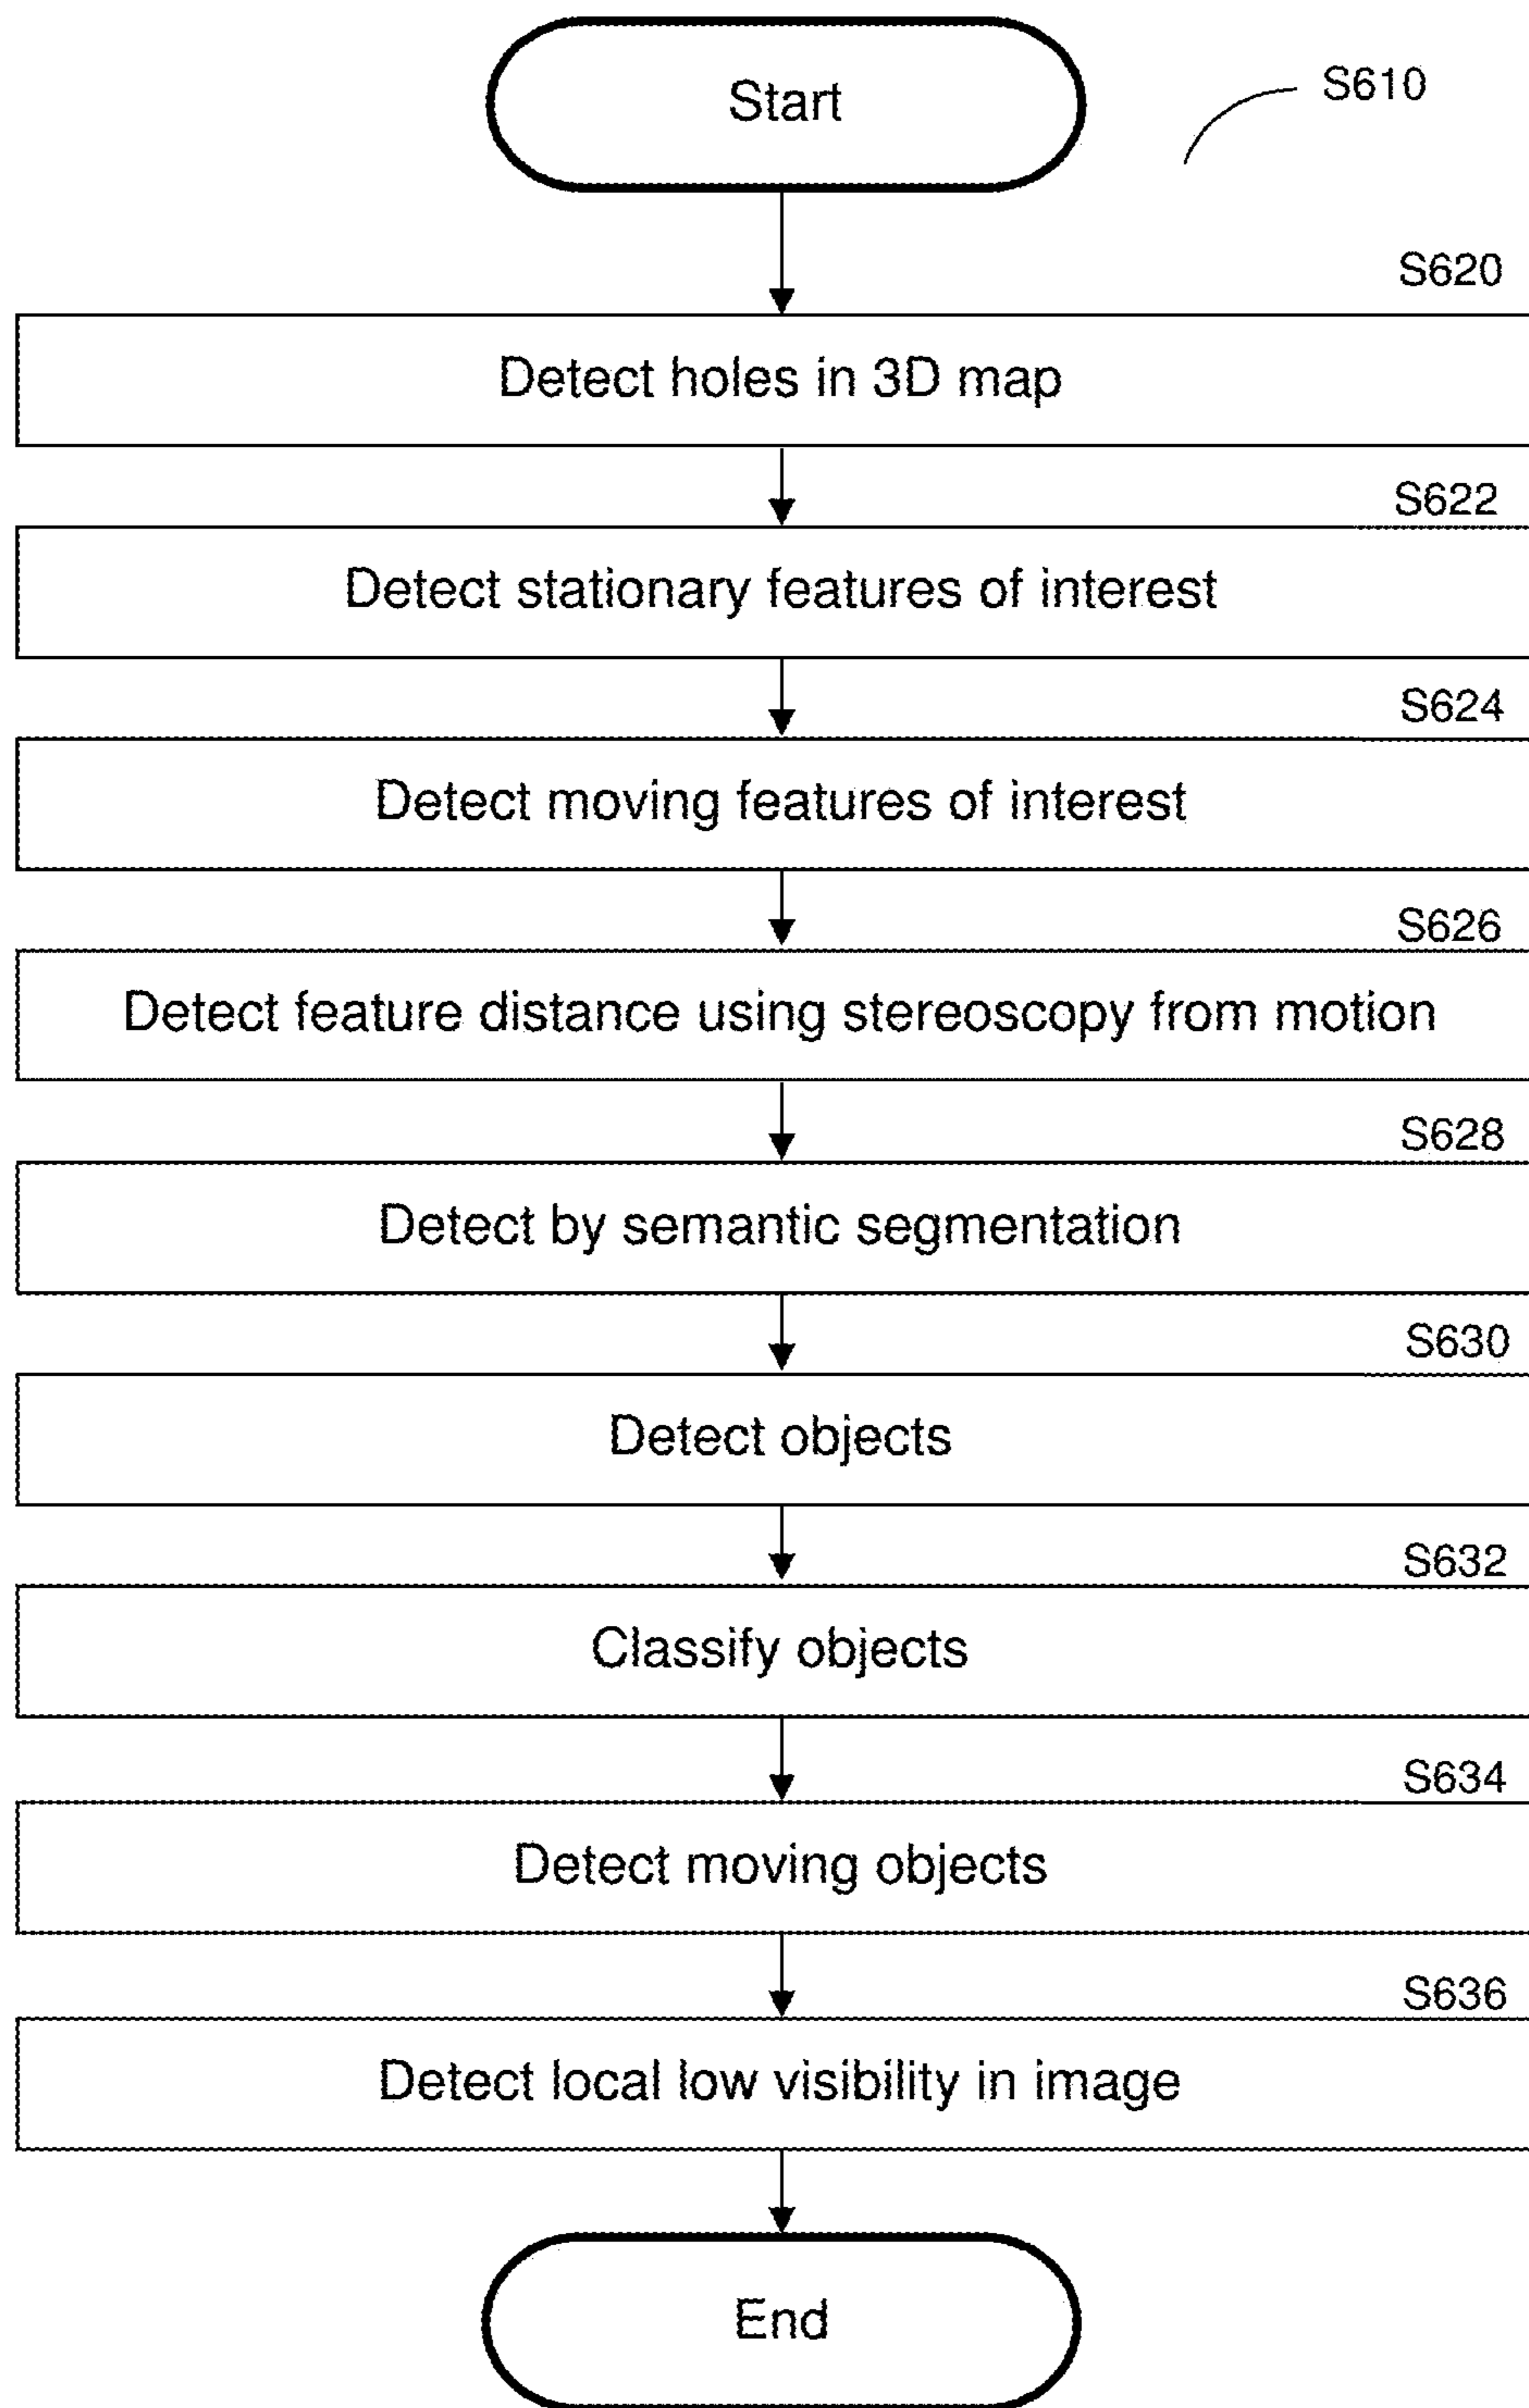 Start
S610
S620
Detect holes in 3D map
S622
Detect stationary features of interest
S624
Detect moving features of interest
S626
Detect feature distance using stereoscopy from motion
S628
Detect by semantic segmentation
S630
Detect objects
S632
Classify objects
S634
Detect moving objects
S636
Detect local low visibility in image
End